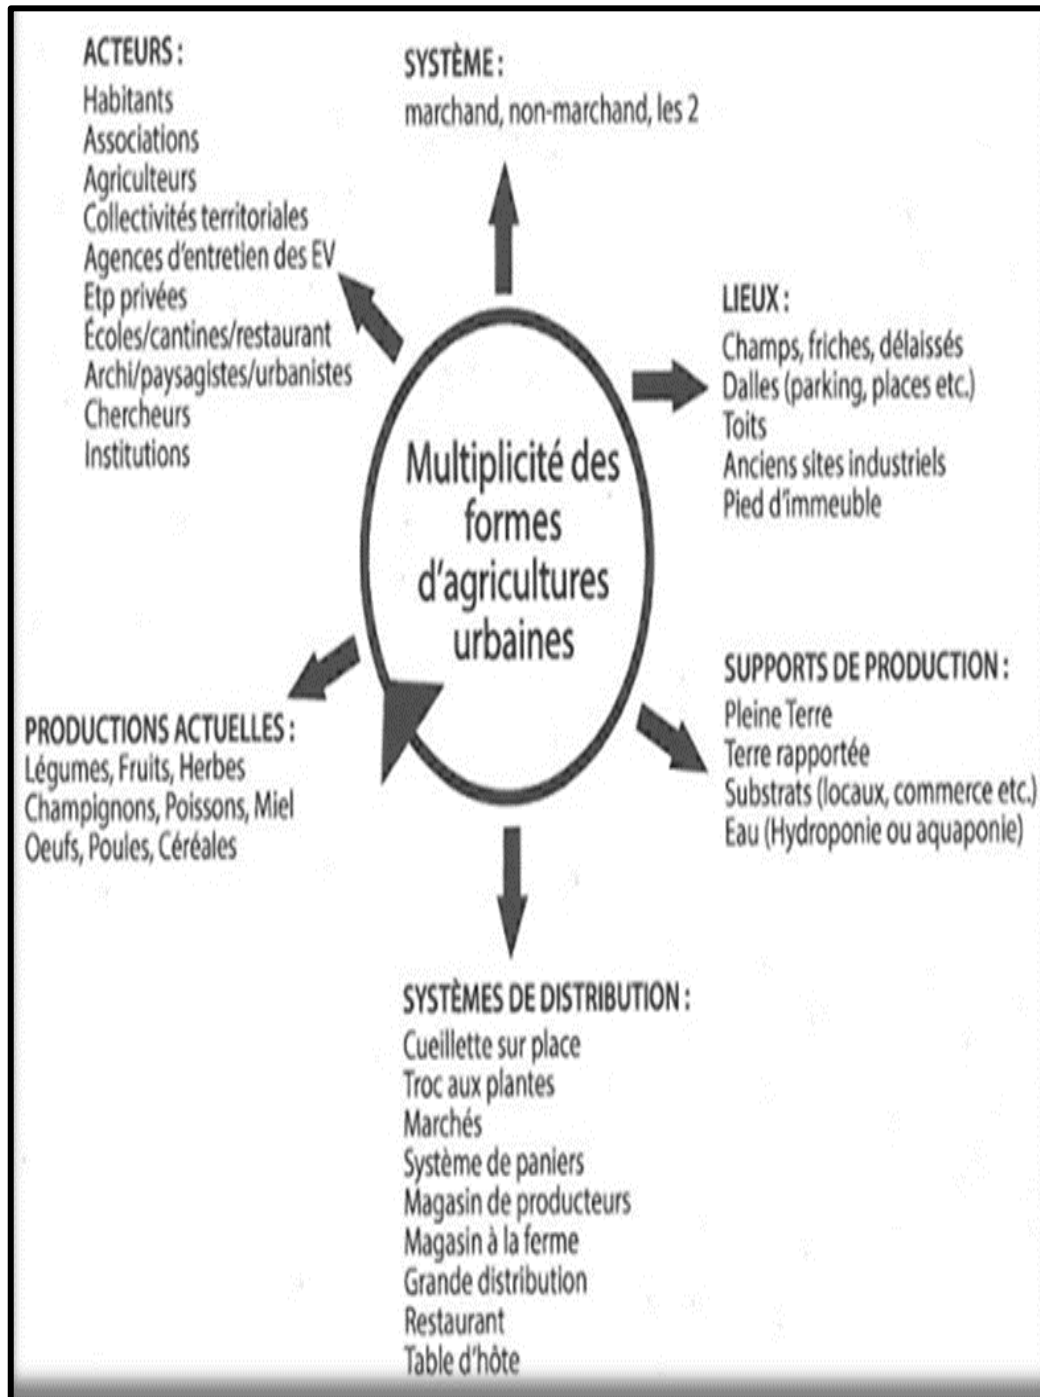 ACTEURS :
Habitants
Associations
Agriculteurs
Collectivités territoriales
Agences d'entretien des EV
Etp privées
Écoles/cantines/restaurant
Archi/paysagistes/urbanistes
Chercheurs
Institutions
SYSTÈME :
marchand, non-marchand, les 2
LIEUX :
Champs, friches, délaissés
Dalles (parking, places etc.)
Toits
Anciens sites industriels
Pied d'immeuble
Multiplicité des
formes
d'agricultures
urbaines
SUPPORTS DE PRODUCTION :
Pleine Terre
Terre rapportée
Substrats (locaux, commerce etc.)
Eau (Hydroponie ou aquaponie)
PRODUCTIONS ACTUELLES :
Légumes, Fruits, Herbes
Champignons, Poissons, Miel
Oeufs, Poules, Céréales
SYSTÈMES DE DISTRIBUTION :
Cueillette sur place
Troc aux plantes
Marchés
Système de paniers
Magasin de producteurs
Magasin à la ferme
Grande distribution
Restaurant
Table d'hôte